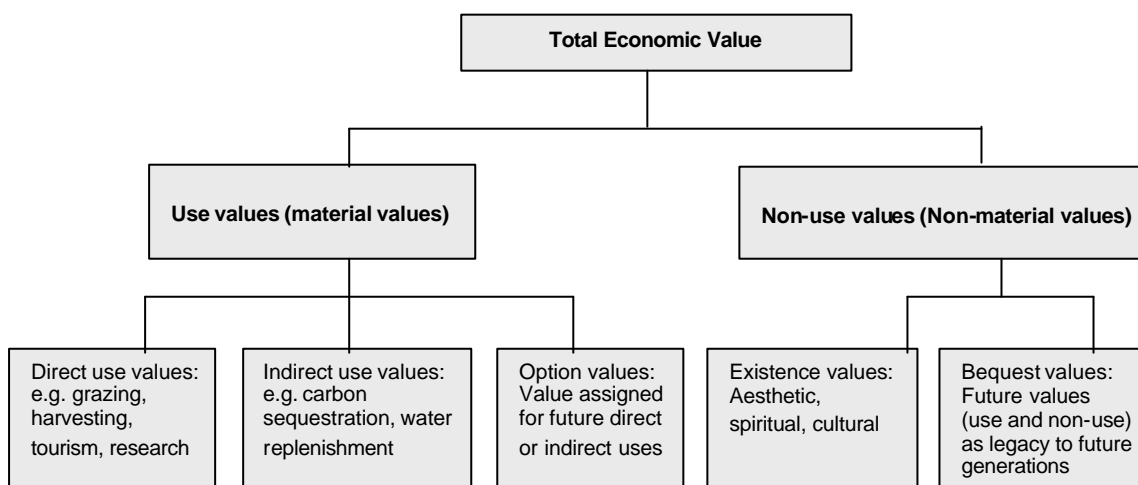 Total Economic Value
Use values (material values)
Non-use values (Non-material values)
Direct use values:
e.g. grazing,
harvesting,
tourism, research
Indirect use values:
e.g. carbon
sequestration, water
replenishment
Option values:
Value assigned
for future direct
or indirect uses
Existence values:
Aesthetic,
spiritual, cultural
Bequest values:
Future values
(use and non-use)
as legacy to future
generations